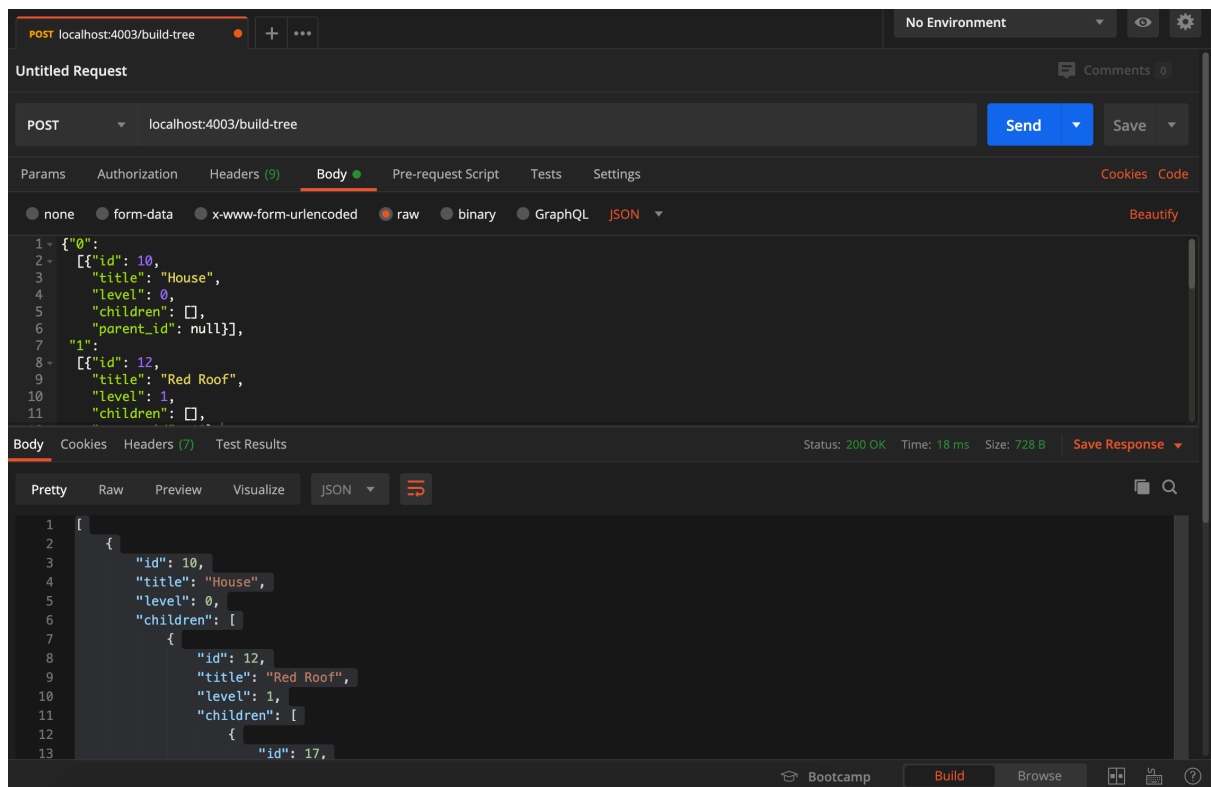 POST localhost:4003/build-tree
No Environment
Untitled Request
Comments 0
POST localhost:4003/build-tree Send Save
Params Authorization Headers (9) Body Pre-request Script Tests Settings Cookies Code
none form-data x-www-form-urlencoded raw binary GraphQL JSON Beautify
1 {"0":
2 [{"id": 10,
3 "title": "House",
4 "level": 0,
5 "children": [],
6 "parent_id": null}],
7 "1":
8 [{"id": 12,
9 "title": "Red Roof",
10 "level": 1,
11 "children": [],
Body Cookies Headers (7) Test Results Status: 200 OK Time: 18 ms Size: 728 B Save Response
Pretty Raw Preview Visualize JSON
1 [
2 {
3 "id": 10,
4 "title": "House",
5 "level": 0,
6 "children": [
7 {
8 "id": 12,
9 "title": "Red Roof",
10 "level": 1,
11 "children": [
12 {
13 "id": 17,
Bootcamp Build Browse